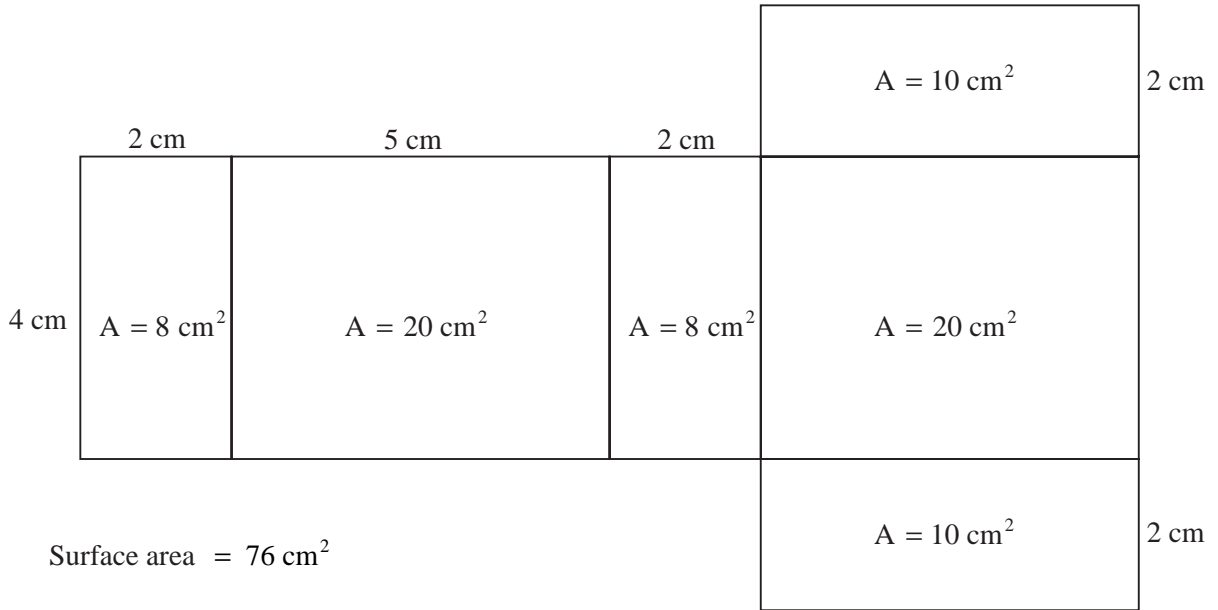 A = 10 cm² 2 cm
2 cm 5 cm 2 cm
4 cm A = 8 cm² A = 20 cm² A = 8 cm² A = 20 cm²
A = 10 cm² 2 cm
Surface area = 76 cm²